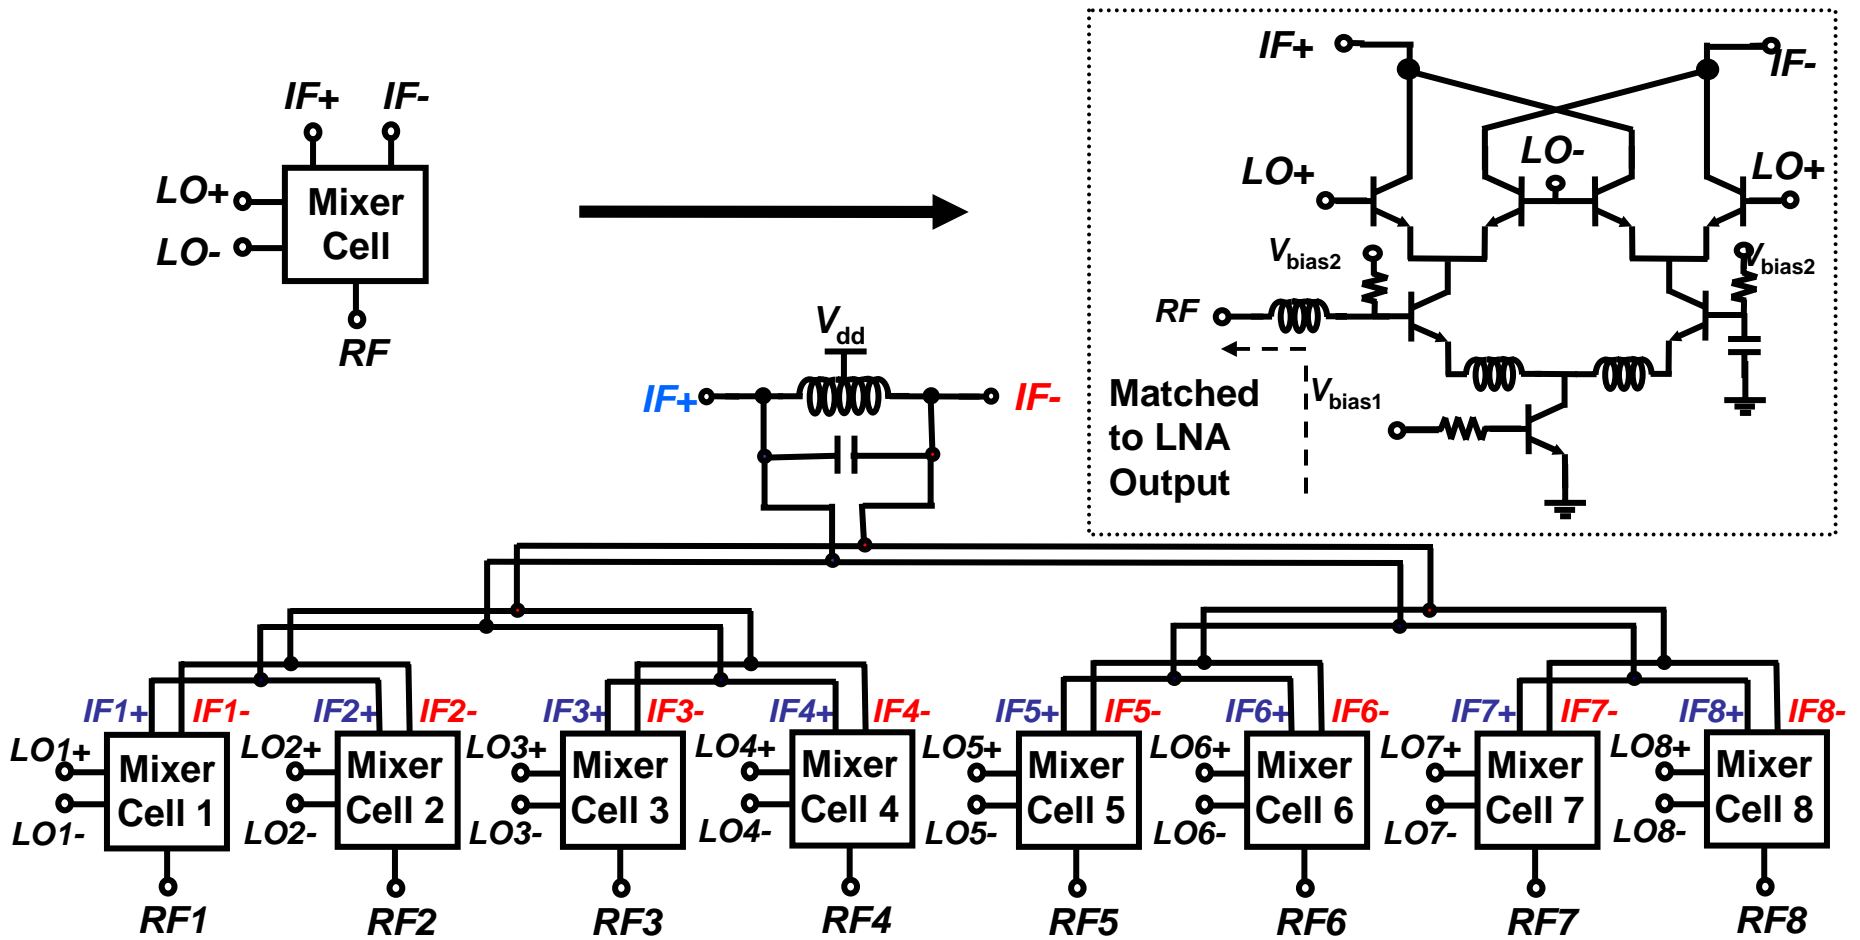 IF+ IF-
LO+
LO-
Mixer
Cell
RF
IF+
IF-
LO+
LO-
LO+
Vbias2
Vbias2
RF
Matched
to LNA
Output
Vbias1
Vdd
IF+
IF-
IF1+ IF1- IF2+ IF2- IF3+ IF3- IF4+ IF4- IF5+ IF5- IF6+ IF6- IF7+ IF7- IF8+ IF8-
LO1+ LO2+ LO3+ LO4+ LO5+ LO6+ LO7+ LO8+
Mixer Mixer Mixer Mixer Mixer Mixer Mixer Mixer
Cell 1 Cell 2 Cell 3 Cell 4 Cell 5 Cell 6 Cell 7 Cell 8
LO1- LO2- LO3- LO4- LO5- LO6- LO7- LO8-
RF1 RF2 RF3 RF4 RF5 RF6 RF7 RF8